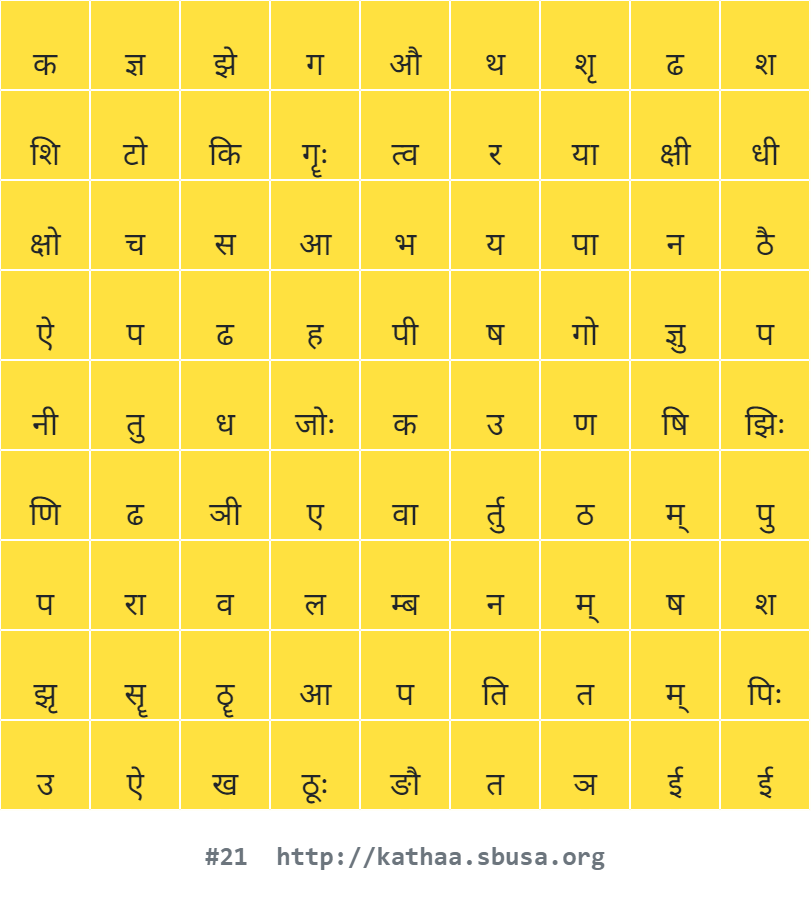 क ज्ञ झे ग औ थ शृ ढ श
शि टो कि गॄः त्व र या क्षी धी
क्षो च स आ भ य पा न ठै
ऐ प ढ ह पी ष गो ज्ञु प
नी तु ध जोः क उ ण षि झिः
णि ढ ञी ए वा र्तु ठ म् पु
प रा व ल म्ब न म् ष श
झृ सॄ ठॄ आ प ति त म् पिः
उ ऐ ख ठूः ङौ त ञ ई ई
#21 http://kathaa.sbusa.org